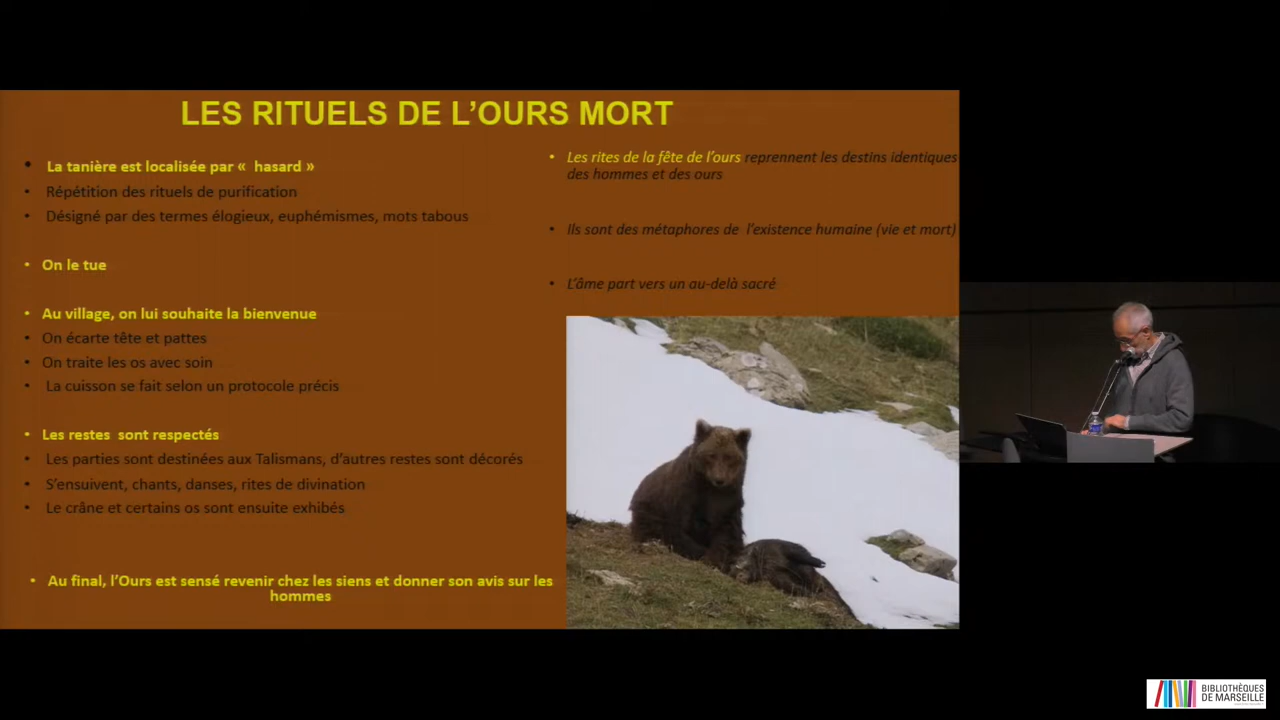 LES RITUELS DE L'OURS MORT
• La tanière est localisée par « hasard »
• Répétition des rituels de purification
• Désigné par des termes élogieux, euphémismes, mots tabous
• On le tue
• Au village, on lui souhaite la bienvenue
• On écarte tête et pattes
• On traite les os avec soin
• La cuisson se fait selon un protocole précis
• Les restes sont respectés
• Les parties sont destinées aux Talismans, d'autres restes sont décorés
• S'ensuivent, chants, danses, rites de divination
• Le crâne et certains os sont ensuite exhibés
• Au final, l'Ours est sensé revenir chez les siens et donner son avis sur les
hommes
• Les rites de la fête de l'ours reprennent les destins identiques
des hommes et des ours
• Ils sont des métaphores de l'existence humaine (vie et mort)
• L'âme part vers un au-delà sacré
BIBLIOTHÈQUES
DE MARSEILLE